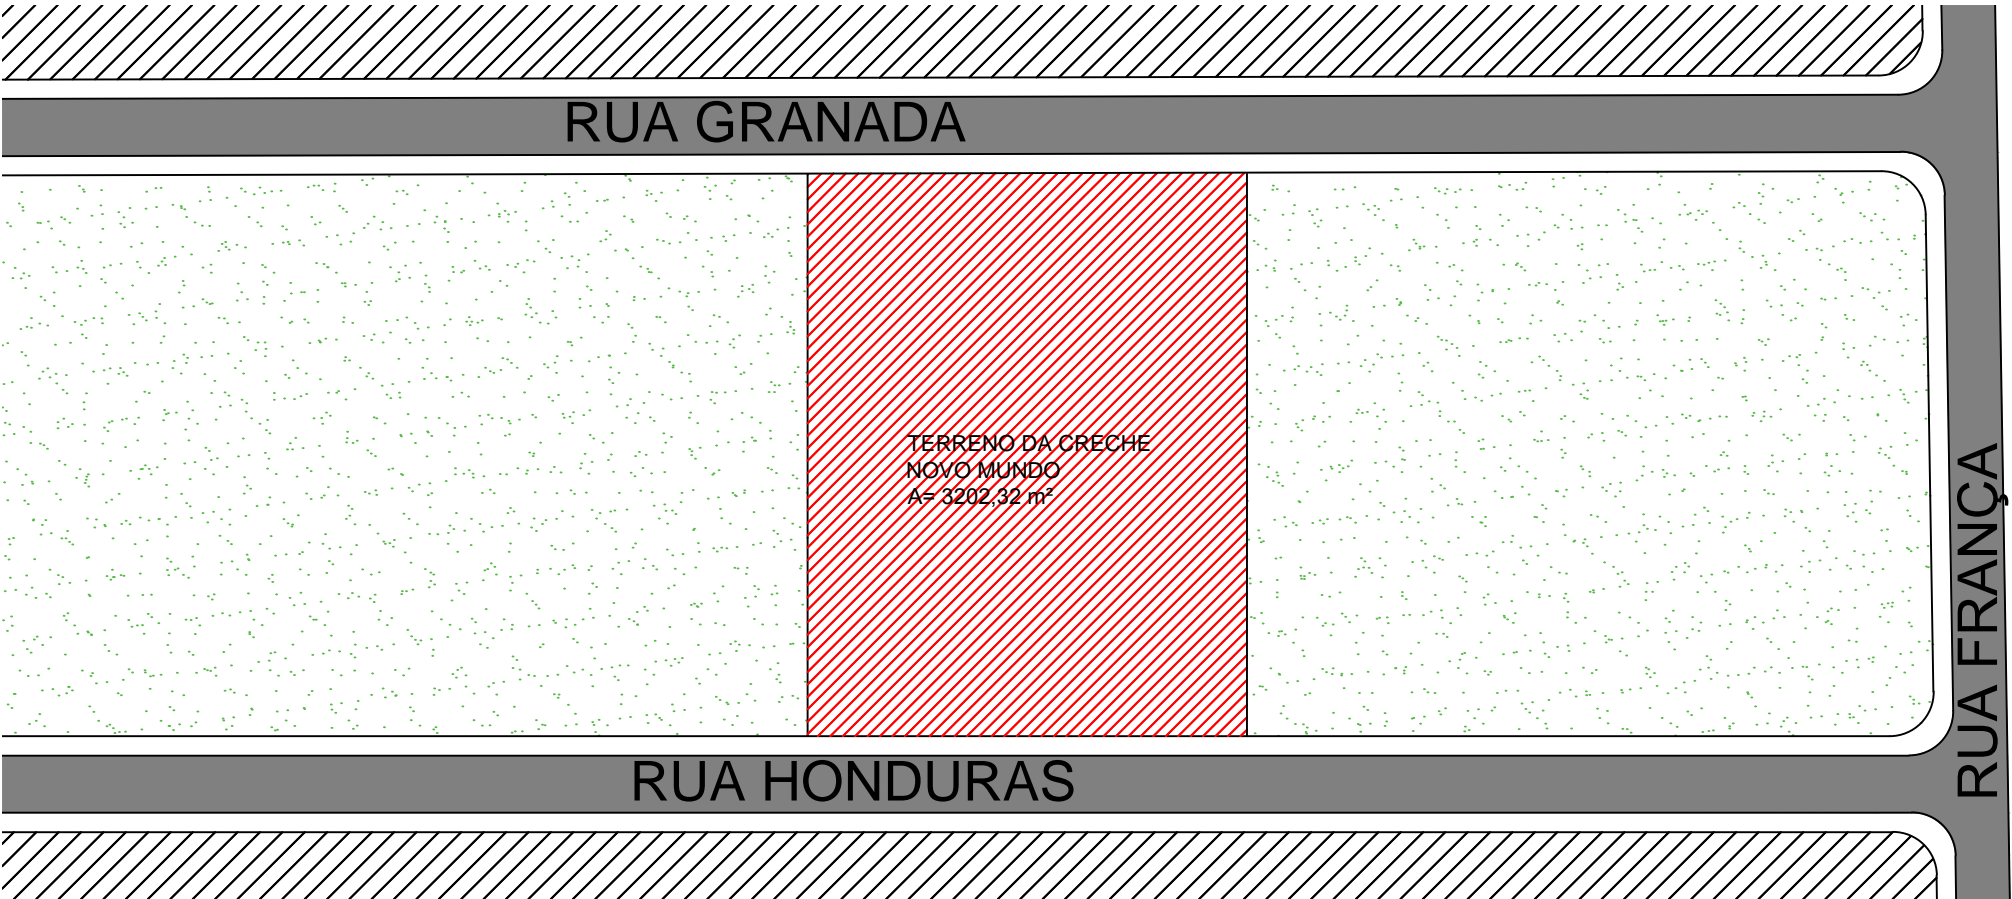 RUA GRANADA
TERRENO DA CRECHE
NOVO MUNDO
A= 3202,32 m²
RUA FRANÇA
RUA HONDURAS